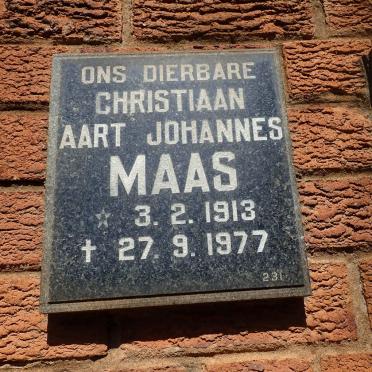 ONS DIERBARE
CHRISTIAAN
AART JOHANNES
MAAS
☆ 3. 2. 1913
✝ 27. 9. 1977
231